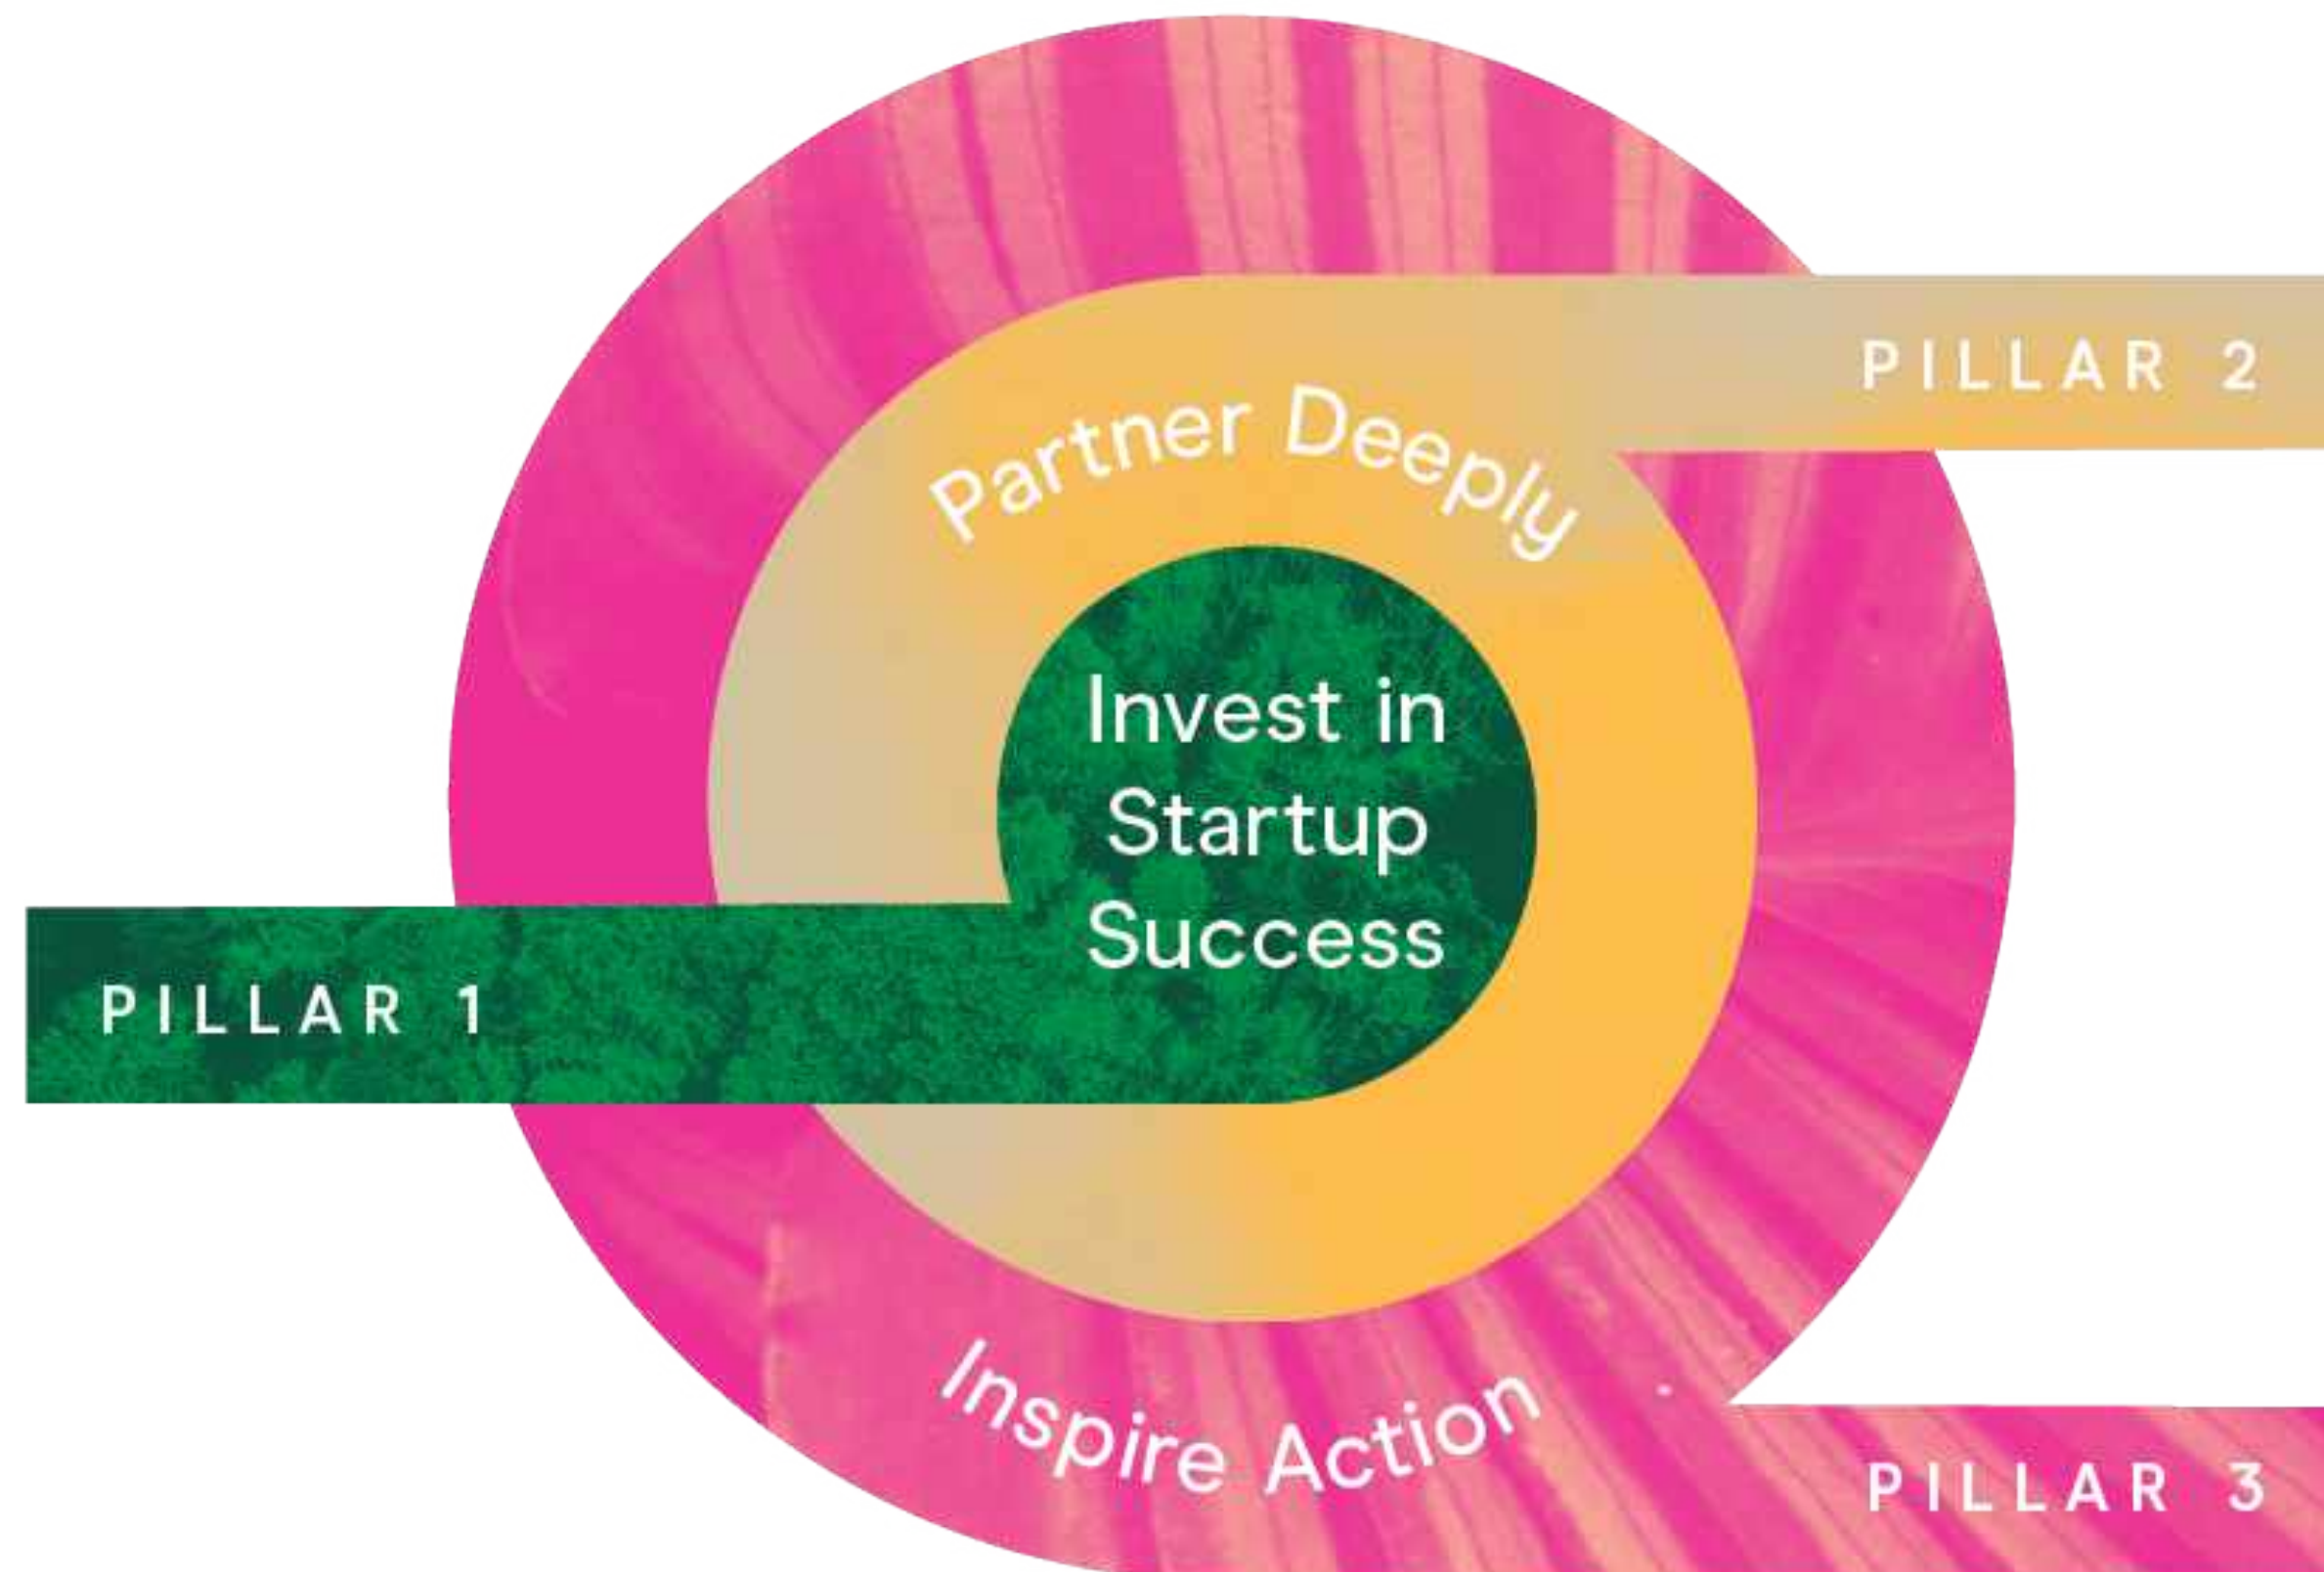 PILLAR 2
Partner Deeply
Invest in
Startup
Success
PILLAR 1
Inspire Action
PILLAR 3